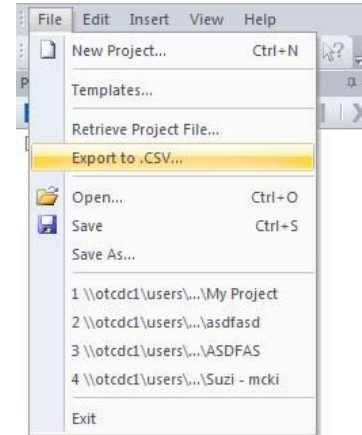 File Edit Insert View Help
New Project... Ctrl+N
Templates...
Retrieve Project File...
Export to .CSV...
Open... Ctrl+O
Save Ctrl+S
Save As...
1 \\otcdc1\users\...\My Project
2 \\otcdc1\users\...\asdfasd
3 \\otcdc1\users\...\ASDFAS
4 \\otcdc1\users\...\Suzi - mcki
Exit